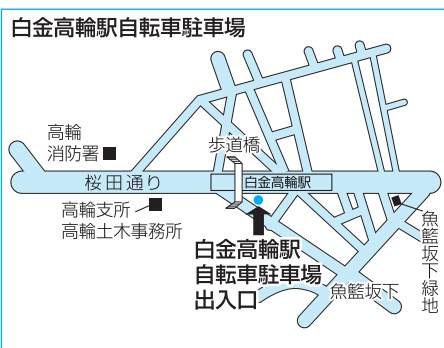 白金高輪駅自転車駐車場
高輪
消防署
歩道橋
桜田通り
白金高輪駅
高輪支所
高輪土木事務所
白金高輪駅
自転車駐車場
出入口
魚籃坂下
魚籃坂下緑地